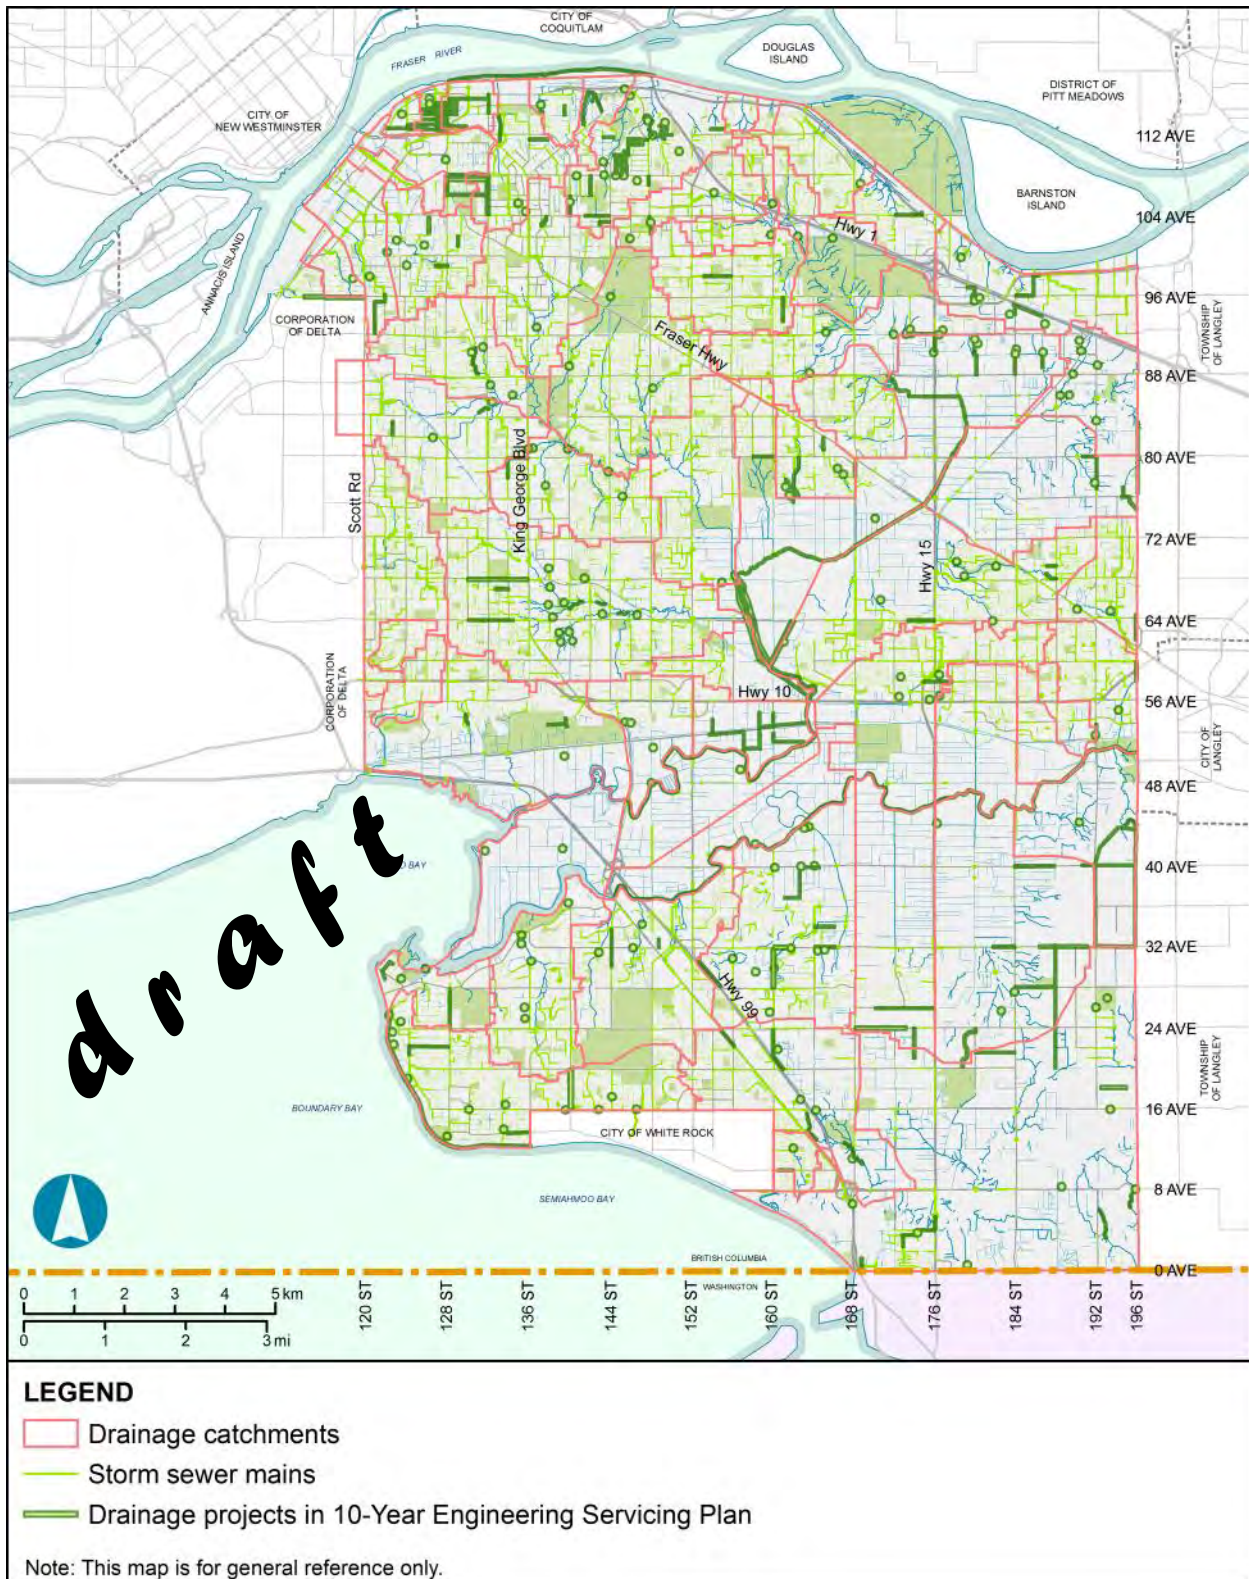 CITY OF
COQUITLAM
FRASER RIVER
DOUGLAS
ISLAND
DISTRICT OF
PITT MEADOWS
CITY OF
NEW WESTMINSTER
112 AVE
BARNSTON
ISLAND
104 AVE
Hwy 1
ANNACIS ISLAND
96 AVE
CORPORATION
OF DELTA
TOWNSHIP
OF LANGLEY
Fraser Hwy
88 AVE
King George Blvd
80 AVE
Scott Rd
72 AVE
Hwy 15
64 AVE
CORPORATION
OF DELTA
Hwy 10
56 AVE
CITY OF
LANGLEY
48 AVE
draft
BAY
40 AVE
32 AVE
Hwy 99
24 AVE
TOWNSHIP
OF LANGLEY
BOUNDARY BAY
16 AVE
CITY OF WHITE ROCK
SEMIAHMOO BAY
8 AVE
BRITISH COLUMBIA
0 AVE
WASHINGTON
0 1 2 3 4 5 km
0 1 2 3 mi
120 ST
128 ST
136 ST
144 ST
152 ST
160 ST
168 ST
176 ST
184 ST
192 ST
196 ST
LEGEND
Drainage catchments
Storm sewer mains
Drainage projects in 10-Year Engineering Servicing Plan
Note: This map is for general reference only.